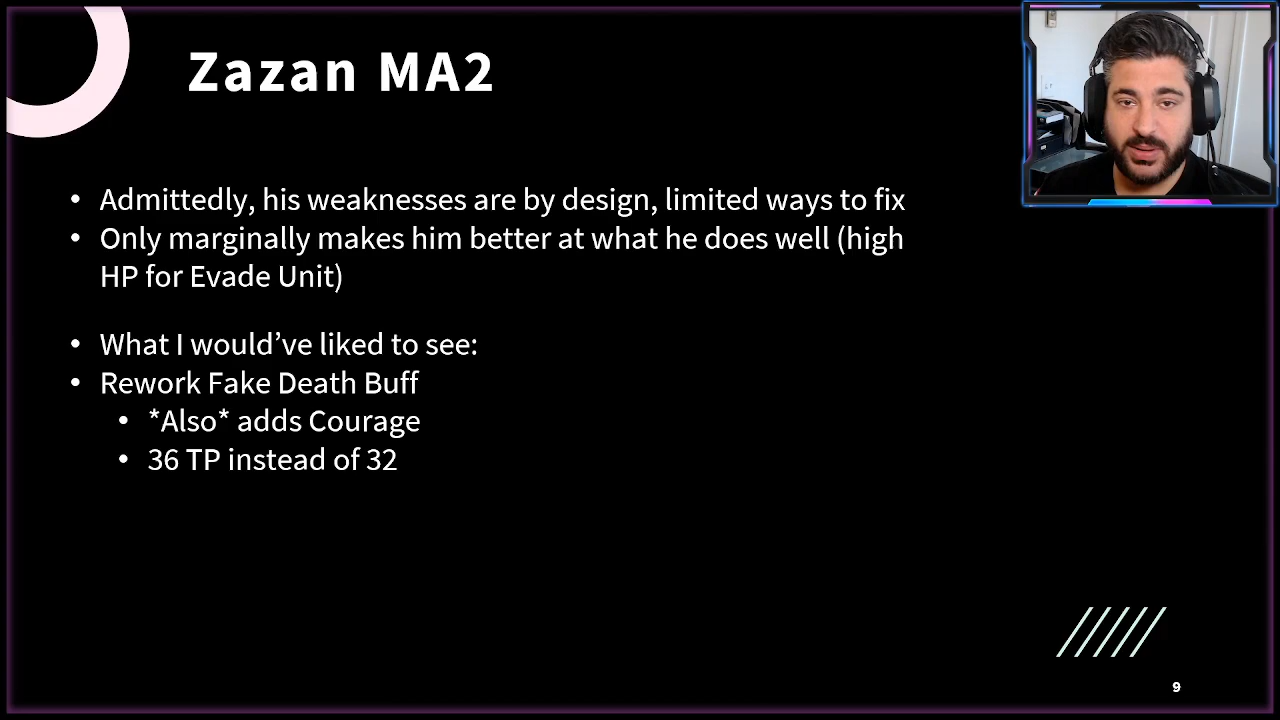 Zazan MA2
• Admittedly, his weaknesses are by design, limited ways to fix
• Only marginally makes him better at what he does well (high
HP for Evade Unit)
• What I would’ve liked to see:
• Rework Fake Death Buff
• *Also* adds Courage
• 36 TP instead of 32
9